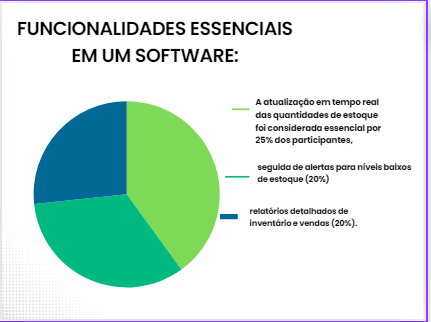 FUNCIONALIDADES ESSENCIAIS
EM UM SOFTWARE:
A atualização em tempo real
das quantidades de estoque
foi considerada essencial por
25% dos participantes,
seguida de alertas para níveis baixos
de estoque (20%)
relatórios detalhados de
inventário e vendas (20%).